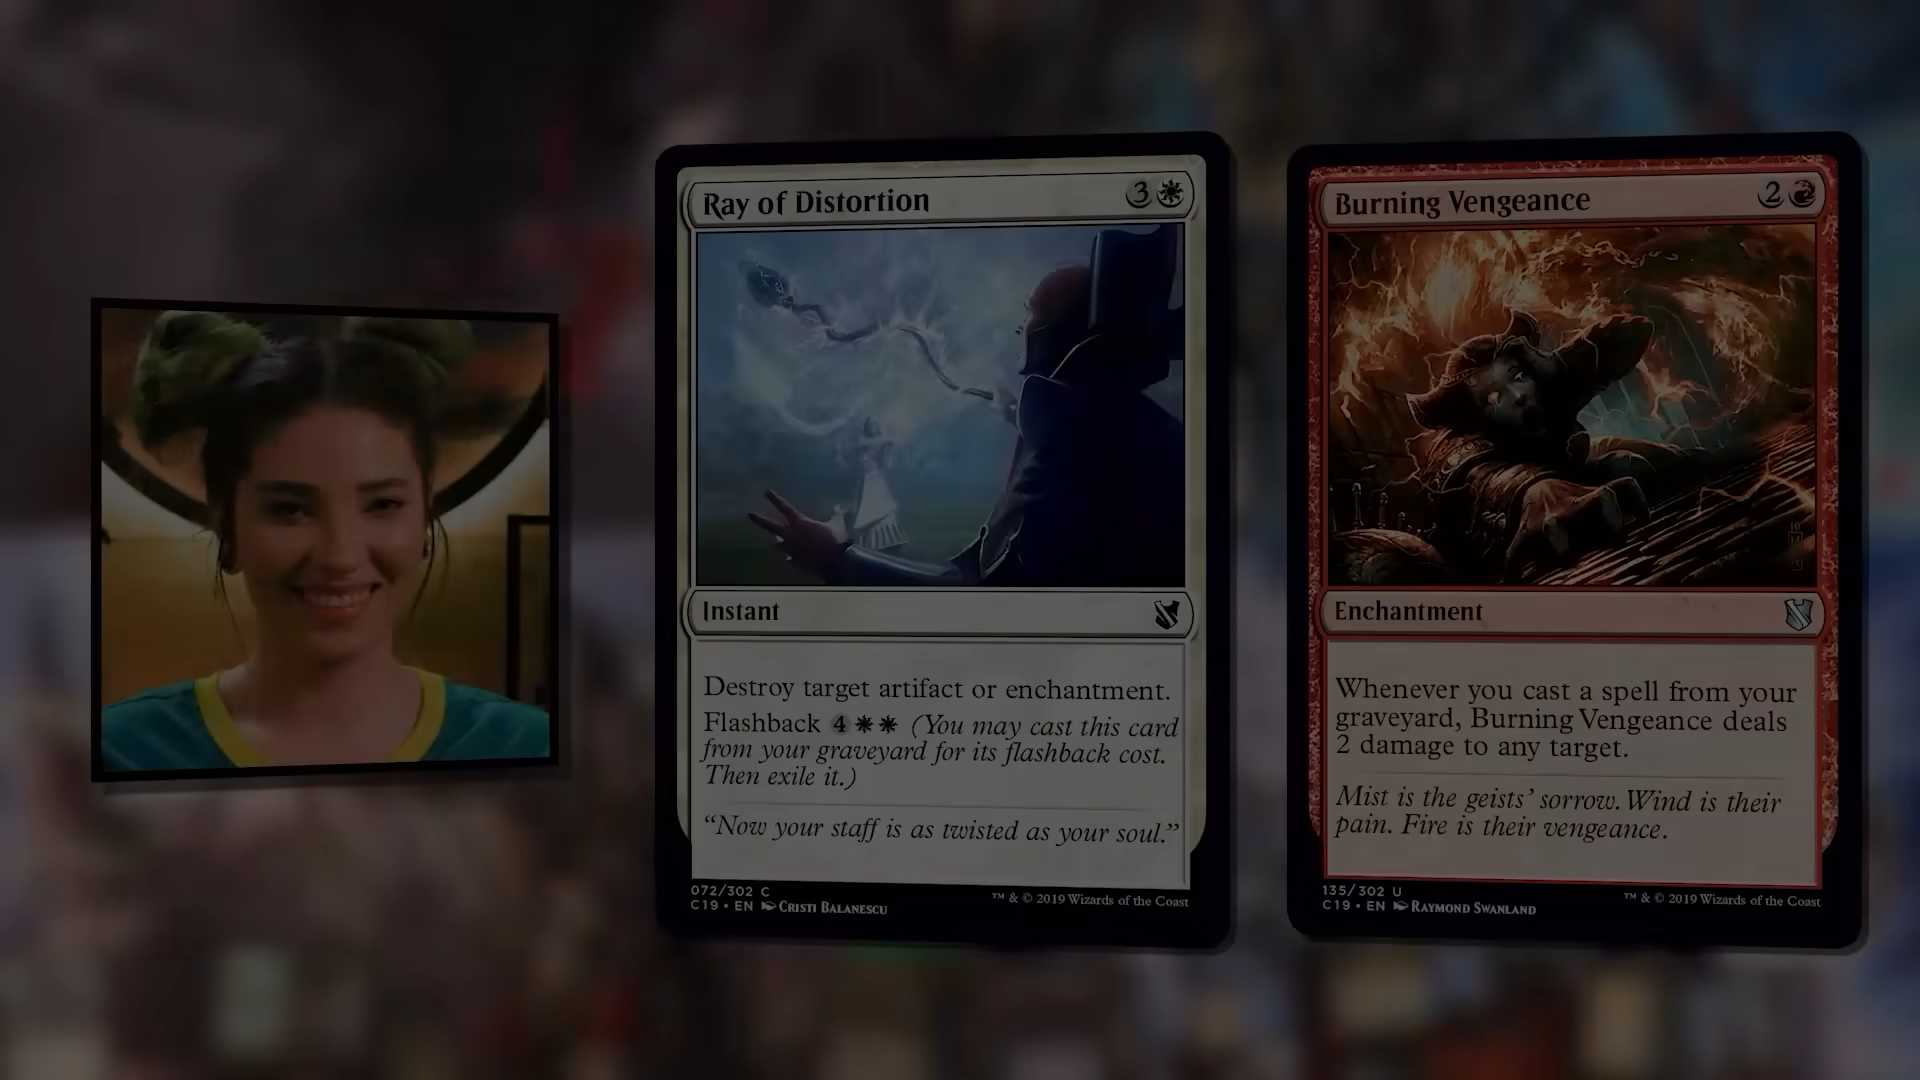 Ray of Distortion
3
Instant
Destroy target artifact or enchantment.
Flashback 4 (You may cast this card
from your graveyard for its flashback cost.
Then exile it.)
“Now your staff is as twisted as your soul.”
072/302 C
C19 • EN CRISTI BALANESCU
™ & © 2019 Wizards of the Coast
Burning Vengeance
2
Enchantment
Whenever you cast a spell from your
graveyard, Burning Vengeance deals
2 damage to any target.
Mist is the geists’ sorrow. Wind is their
pain. Fire is their vengeance.
135/302 U
C19 • EN RAYMOND SWANLAND
™ & © 2019 Wizards of the Coast